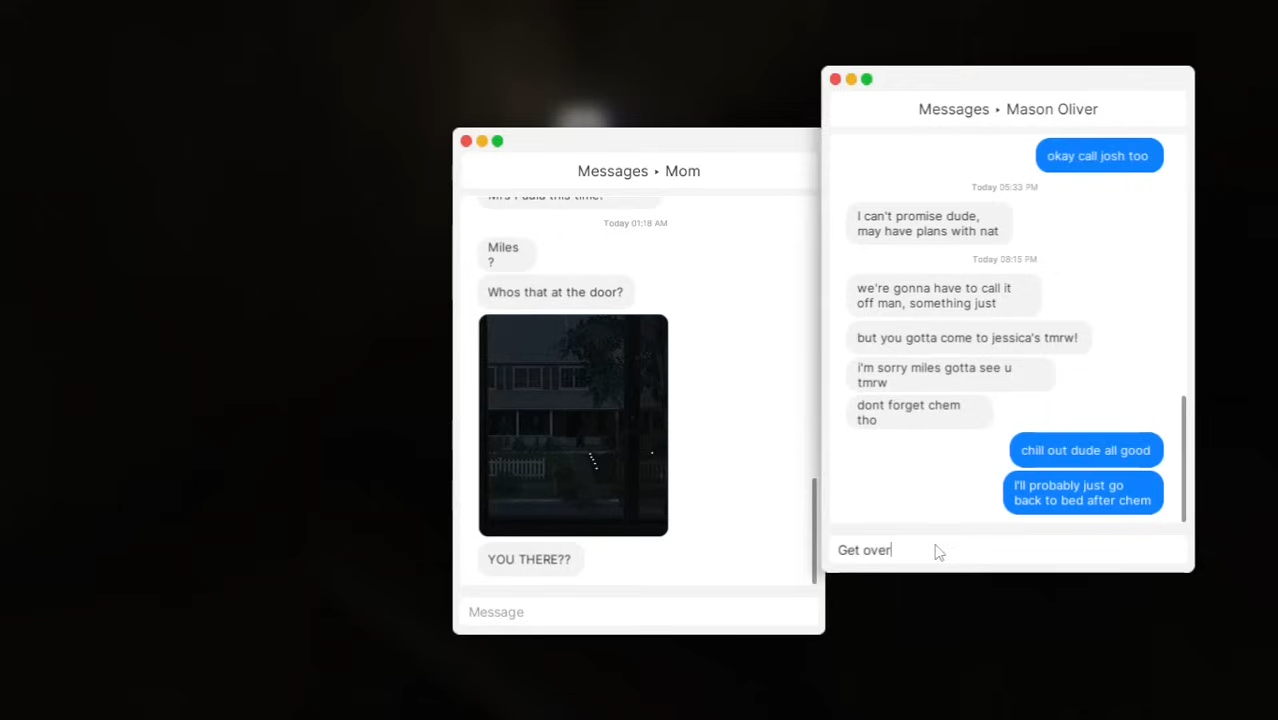 Messages ‣ Mom
Mrs Paula this time?
Today 01:18 AM
Miles
?
Whos that at the door?
YOU THERE??
Message
Messages ‣ Mason Oliver
okay call josh too
Today 05:33 PM
I can't promise dude,
may have plans with nat
Today 08:15 PM
we're gonna have to call it
off man, something just
but you gotta come to jessica's tmrw!
i'm sorry miles gotta see u
tmrw
dont forget chem
tho
chill out dude all good
I'll probably just go
back to bed after chem
Get over